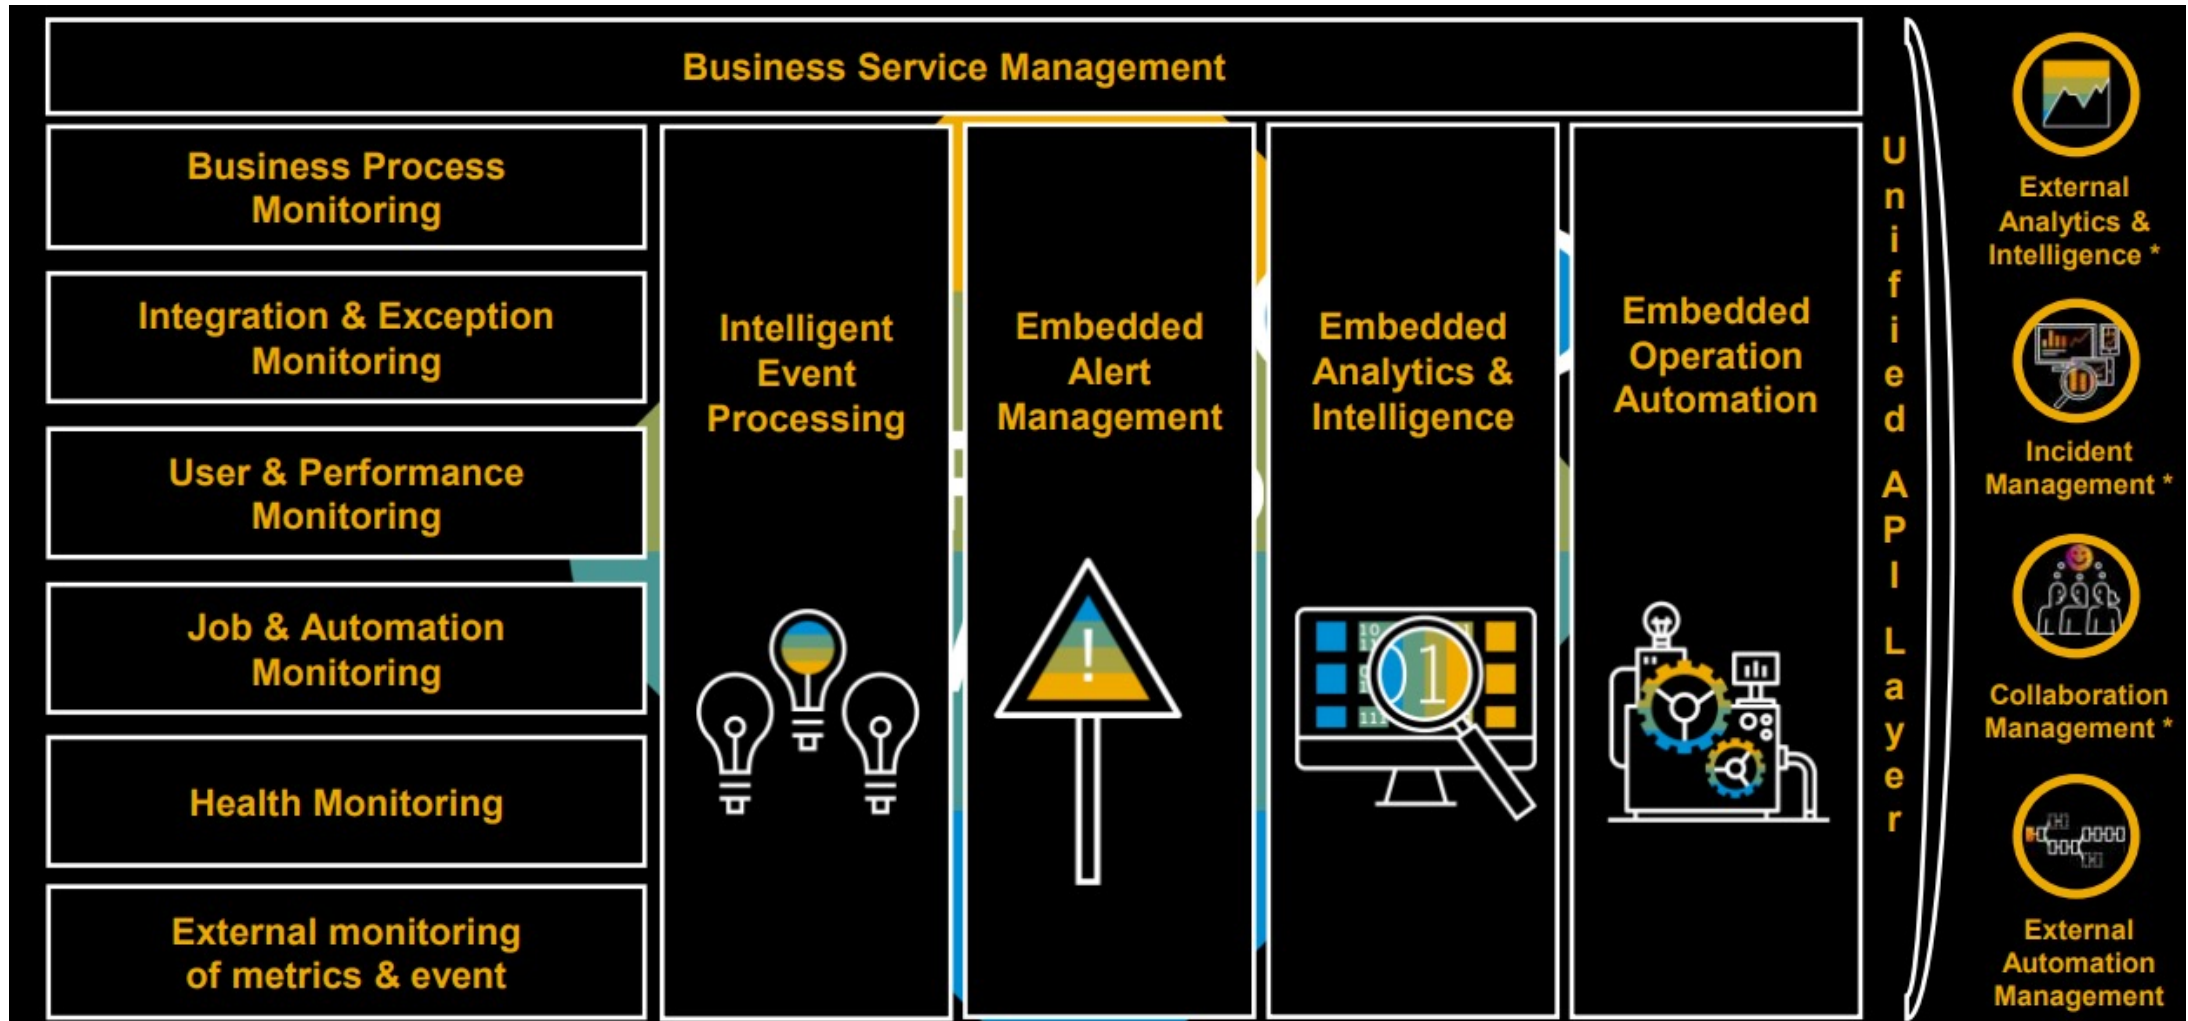 Business Service Management
Business Process
Monitoring
Integration & Exception
Monitoring
User & Performance
Monitoring
Job & Automation
Monitoring
Health Monitoring
External monitoring
of metrics & event
Intelligent
Event
Processing
Embedded
Alert
Management
!
Embedded
Analytics &
Intelligence
01
Embedded
Operation
Automation
Unified API Layer
External
Analytics &
Intelligence *
Incident
Management *
Collaboration
Management *
External
Automation
Management